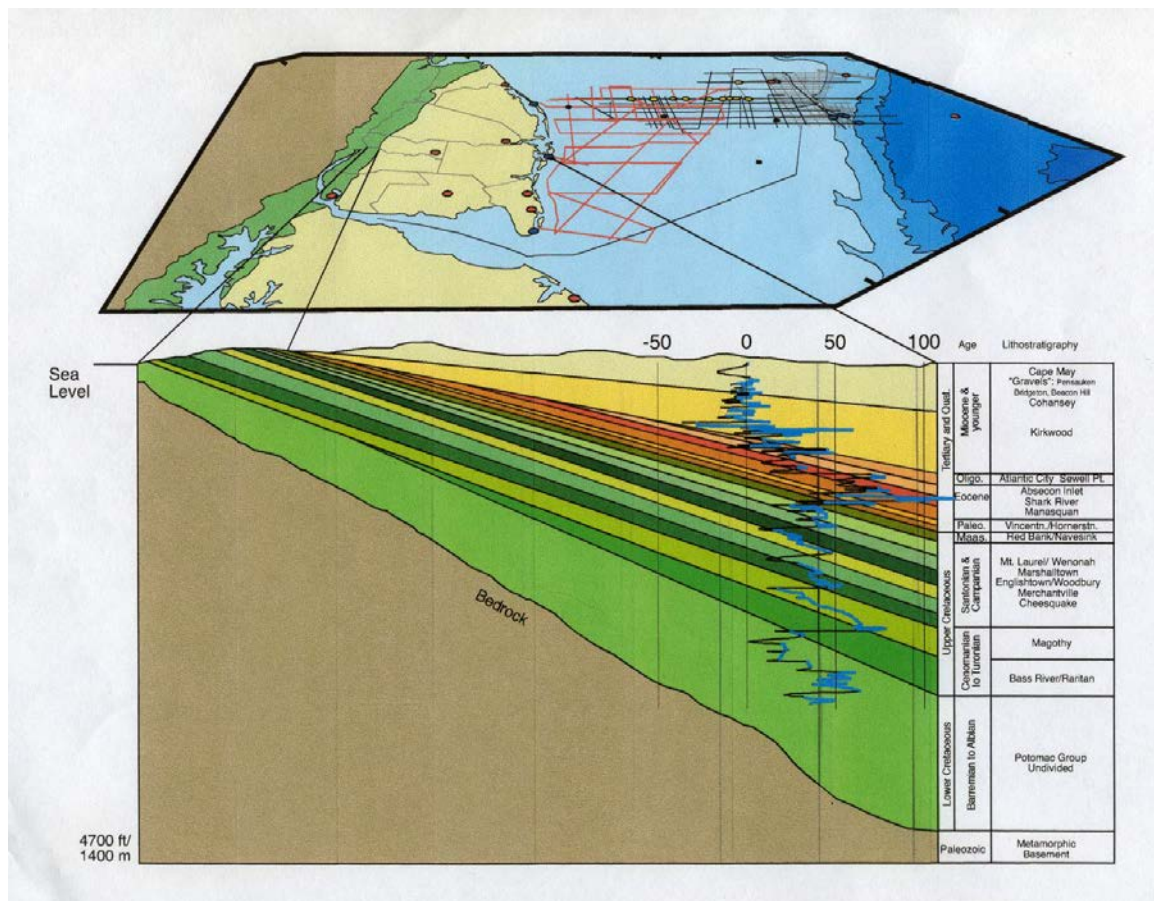 -50 0 50 100 Age Lithostratigraphy
Sea
Level
Tertiary and Quat.
Miocene &
younger
Cape May
"Gravels": Pensauken
Bridgeton, Beacon Hill
Cohansey
Kirkwood
Oligo. Atlantic City Sewell Pt.
Eocene
Absecon Inlet
Shark River
Manasquan
Paleo. Vincentn./Hornerstn.
Maas. Red Bank/Navesink
Upper Cretaceous
Santonian &
Campanian
Mt. Laurel/ Wenonah
Marshalltown
Englishtown/Woodbury
Merchantville
Cheesquake
Cenomanian
to Turonian
Magothy
Bass River/Raritan
Bedrock
Lower Cretaceous
Barremian to Albian
Potomac Group
Undivided
4700 ft/
1400 m
Paleozoic
Metamorphic
Basement